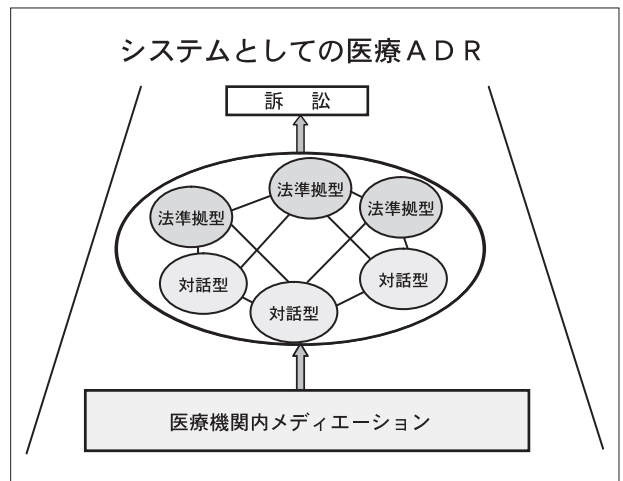 システムとしての医療ＡＤＲ
訴 訟
法準拠型
法準拠型
法準拠型
対話型
対話型
対話型
医療機関内メディエーション